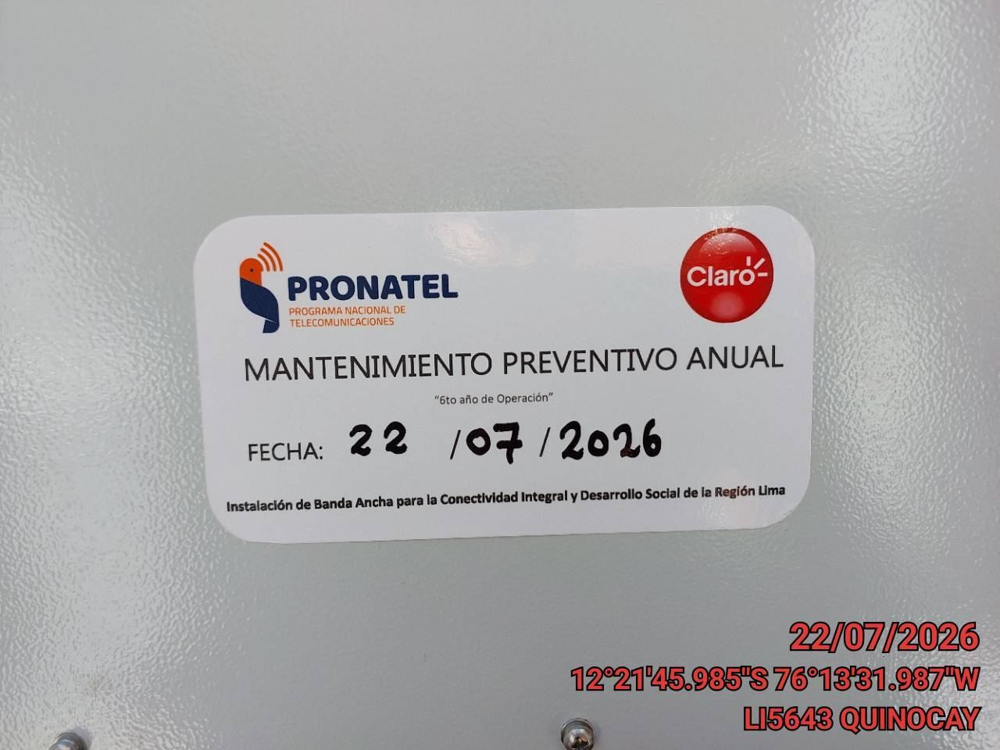 PRONATEL
PROGRAMA NACIONAL DE
TELECOMUNICACIONES
Claro
MANTENIMIENTO PREVENTIVO ANUAL
"6to año de Operación"
FECHA: 22 /07/2026
Instalación de Banda Ancha para la Conectividad Integral y Desarrollo Social de la Región Lima
22/07/2026
12°21'45.985"S 76°13'31.987"W
LI5643 QUINOCAY